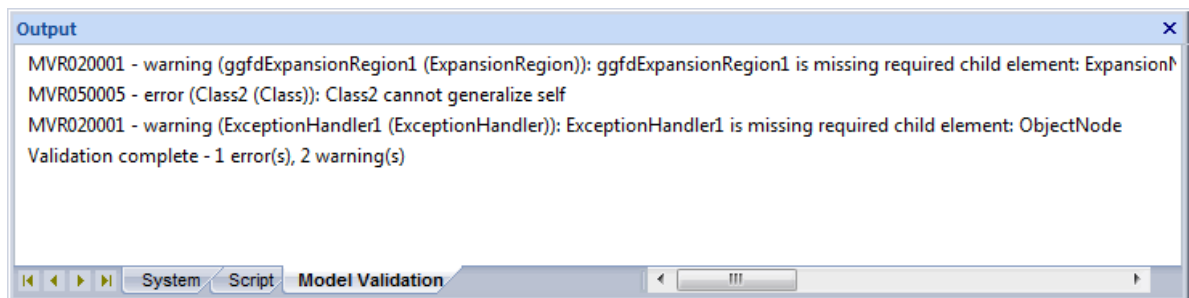 Output
MVR020001 - warning (ggfdExpansionRegion1 (ExpansionRegion)): ggfdExpansionRegion1 is missing required child element:
MVR050005 - error (Class2 (Class)): Class2 cannot generalize self
MVR020001 - warning (ExceptionHandler1 (ExceptionHandler)): ExceptionHandler1 is missing required child element: ObjectNode
Validation complete - 1 error(s), 2 warning(s)
System Script Model Validation